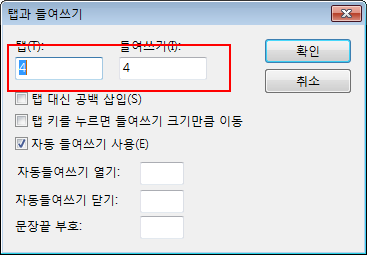 탭과 들여쓰기
탭(T): 들여쓰기(I):
4 4
확인
취소
탭 대신 공백 삽입(S)
탭 키를 누르면 들여쓰기 크기만큼 이동
자동 들여쓰기 사용(E)
자동들여쓰기 열기:
자동들여쓰기 닫기:
문장끝 부호: